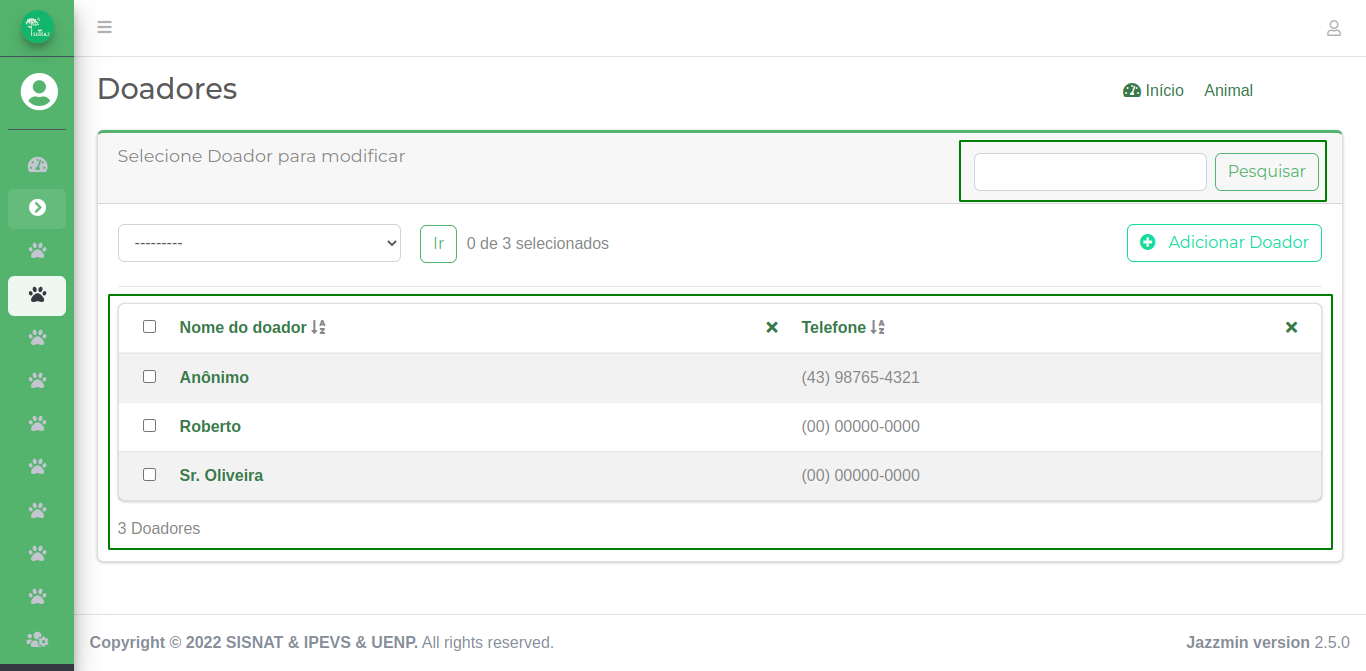 SISNAT
Doadores
Início Animal
Selecione Doador para modificar
Pesquisar
---------
Ir
0 de 3 selecionados
Adicionar Doador
Nome do doador Telefone
Anônimo (43) 98765-4321
Roberto (00) 00000-0000
Sr. Oliveira (00) 00000-0000
3 Doadores
Copyright © 2022 SISNAT & IPEVS & UENP. All rights reserved. Jazzmin version 2.5.0